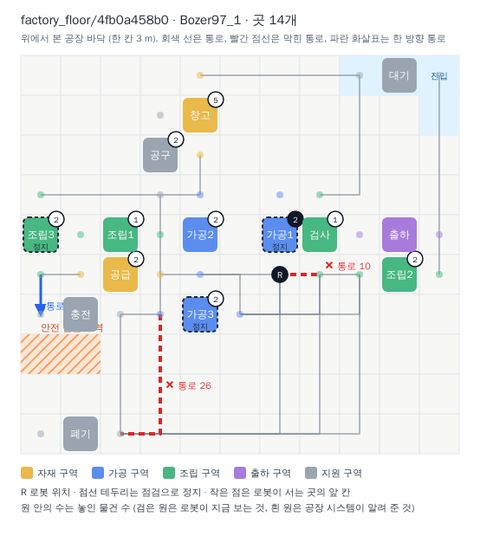 factory_floor/4fb0a458b0 · Bozer97_1 · 곳 14개
위에서 본 공장 바닥 (한 칸 3 m). 회색 선은 통로, 빨간 점선은 막힌 통로, 파란 화살표는 한 방향 통로
대기
5
창고
2
공구
2
조립3
정지
1
조립1
2
가공2
2
가공1
정지
1
검사
출하
2
공급
R
통로 10
2
조립2
통로
충전
2
가공3
정지
안전
역
통로 26
폐기
자재 구역
가공 구역
조립 구역
출하 구역
지원 구역
R 로봇 위치 · 점선 테두리는 점검으로 정지 · 작은 점은 로봇이 서는 곳의 앞 칸
원 안의 수는 놓인 물건 수 (검은 원은 로봇이 지금 보는 것, 흰 원은 공장 시스템이 알려 준 것)